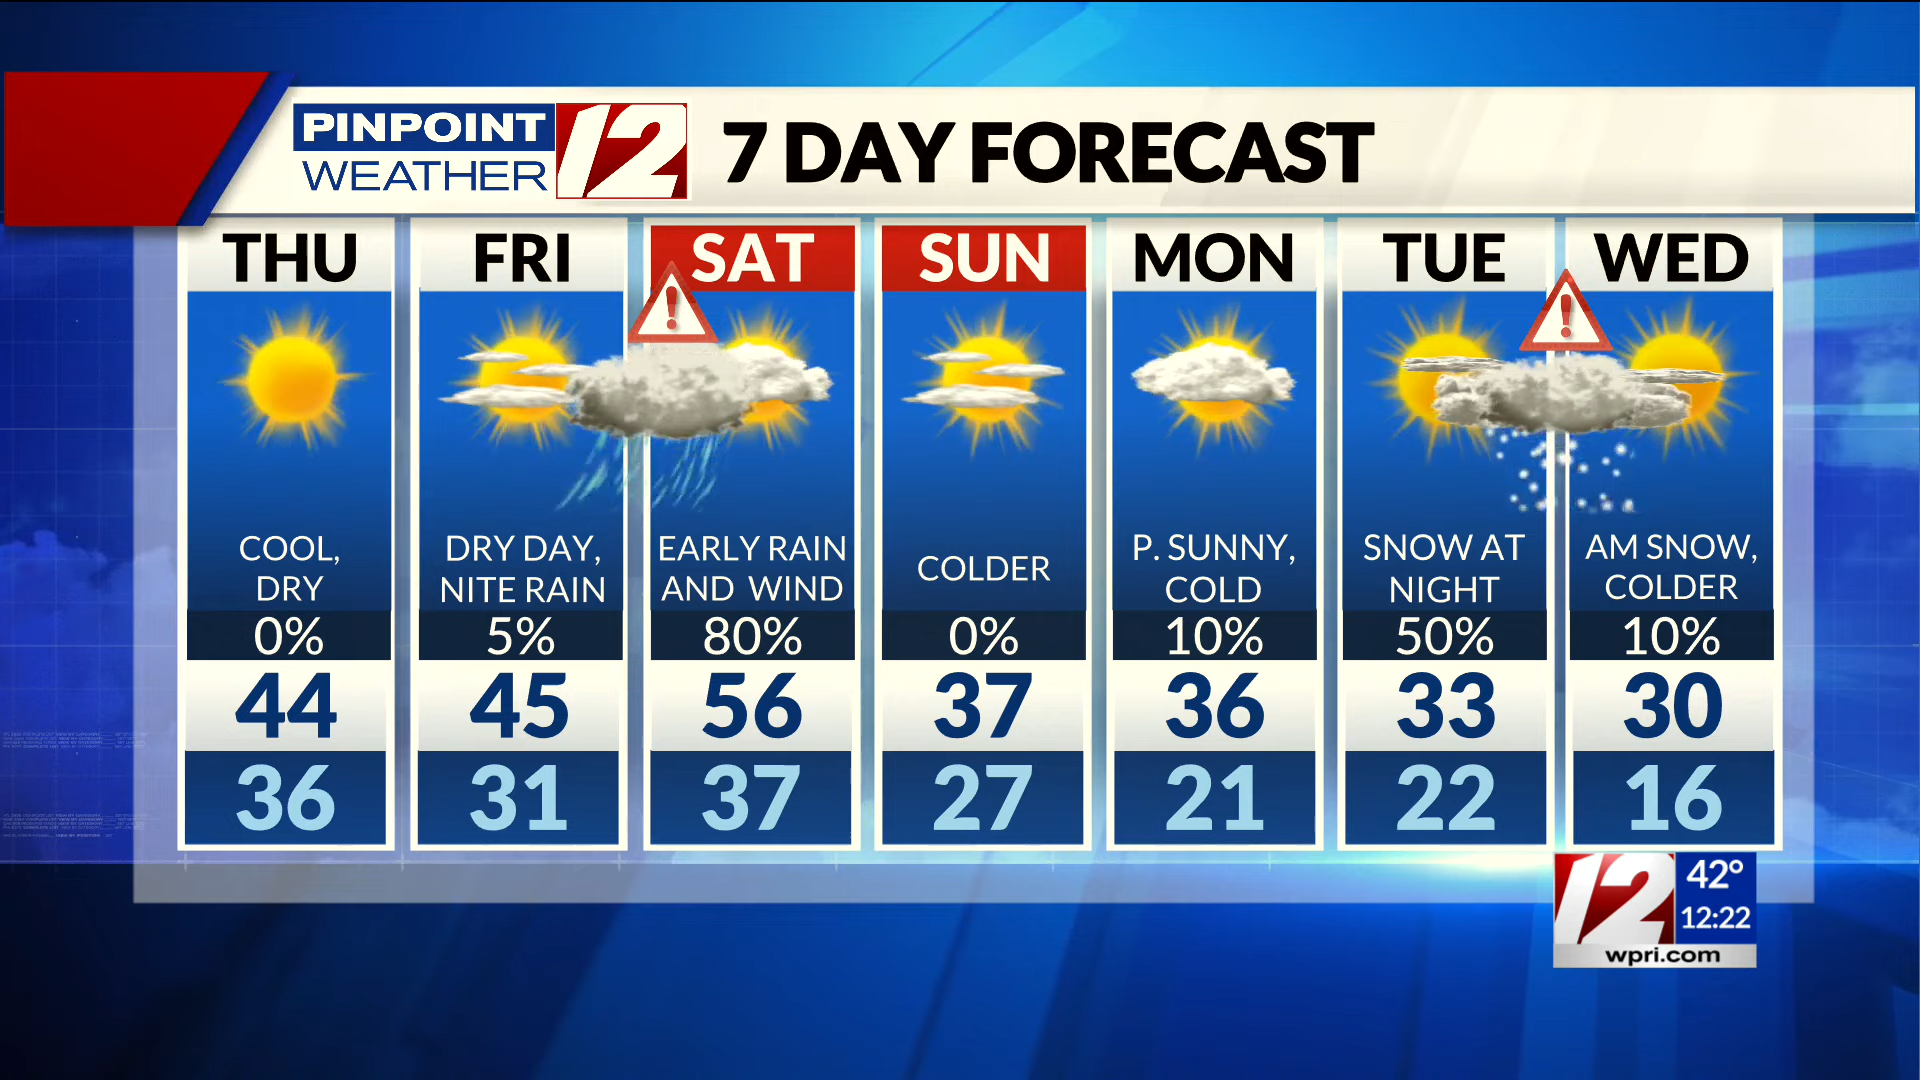 PINPOINT
WEATHER
12
7 DAY FORECAST
THU
FRI
SAT
SUN
MON
TUE
WED
!
!
COOL,
DRY
DRY DAY,
NITE RAIN
EARLY RAIN
AND WIND
COLDER
P. SUNNY,
COLD
SNOW AT
NIGHT
AM SNOW,
COLDER
0%
5%
80%
0%
10%
50%
10%
44
45
56
37
36
33
30
36
31
37
27
21
22
16
12
42°
12:22
wpri.com